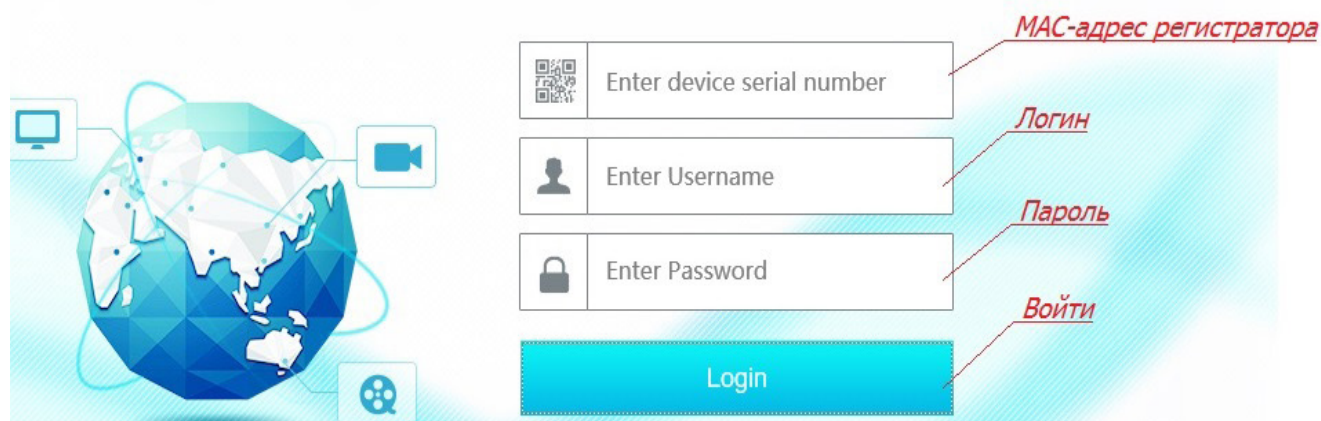 МАС-адрес регистратора
Enter device serial number
Логин
Enter Username
Пароль
Enter Password
Войти
Login